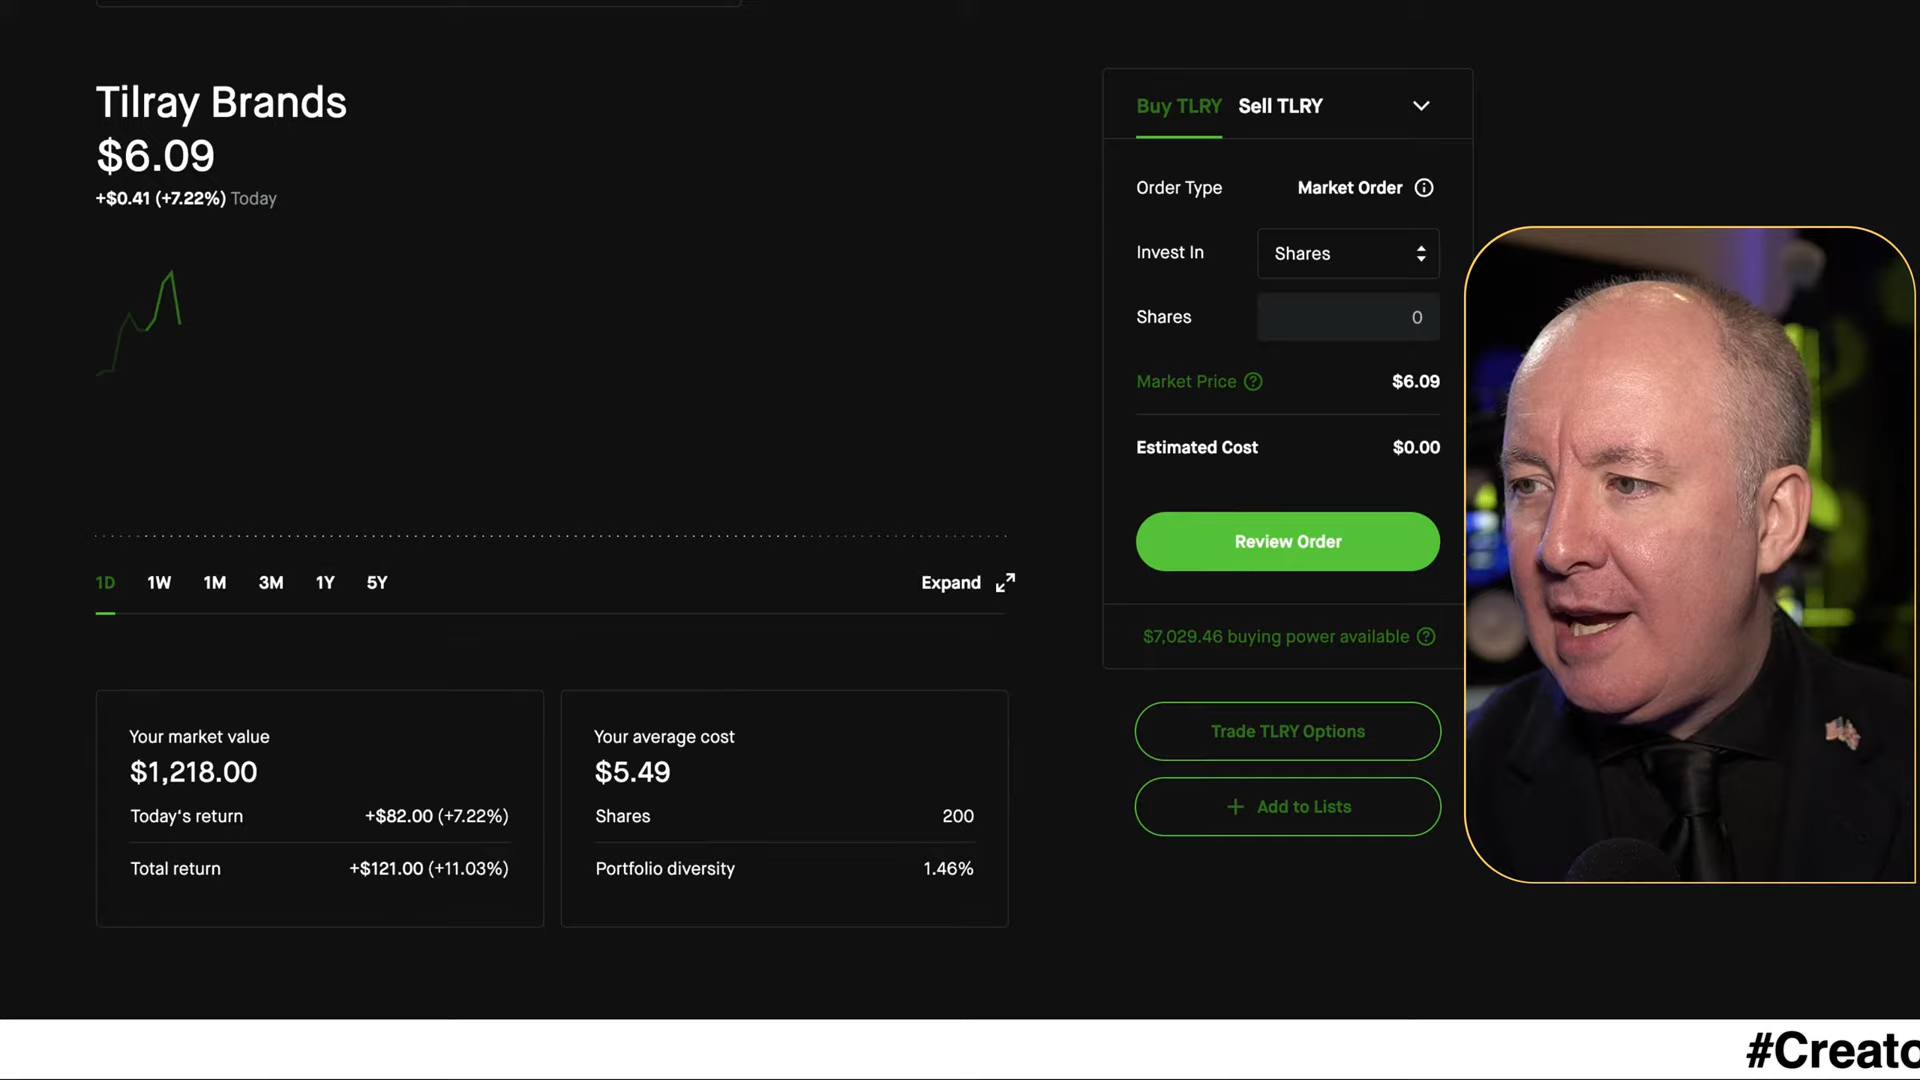 Tilray Brands
$6.09
+$0.41 (+7.22%) Today
1D 1W 1M 3M 1Y 5Y Expand
Your market value
$1,218.00
Today's return +$82.00 (+7.22%)
Total return +$121.00 (+11.03%)
Your average cost
$5.49
Shares 200
Portfolio diversity 1.46%
Buy TLRY Sell TLRY
Order Type Market Order
Invest In Shares
Shares 0
Market Price $6.09
Estimated Cost $0.00
Review Order
$7,029.46 buying power available
Trade TLRY Options
+ Add to Lists
#Creato